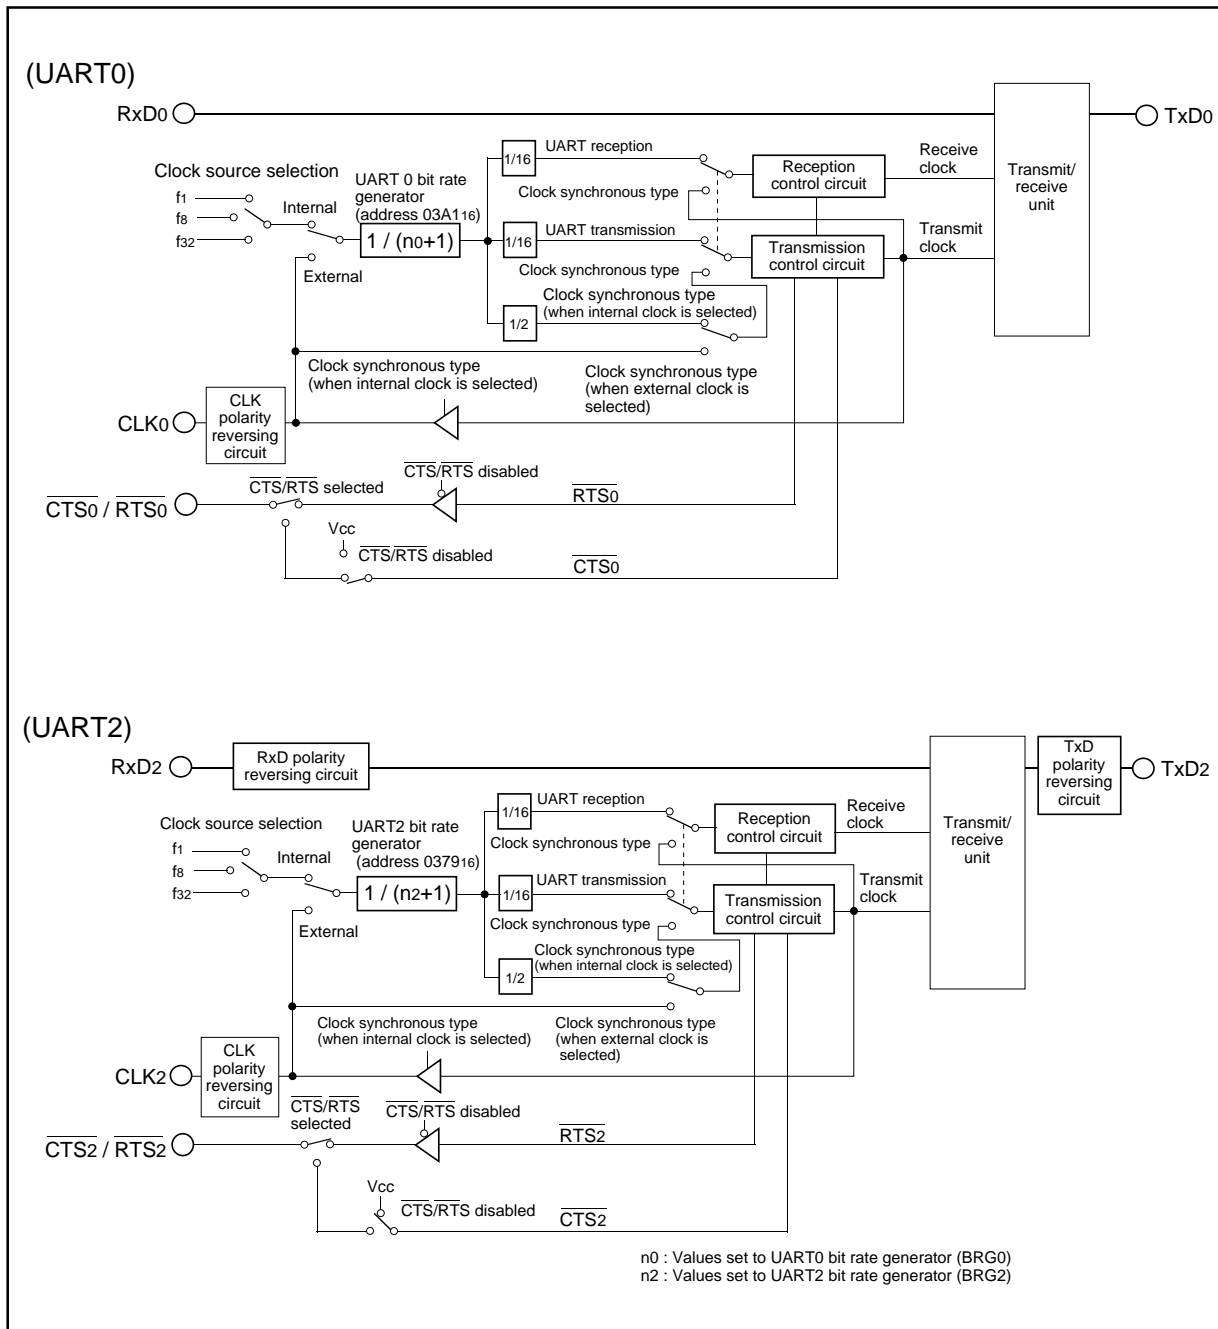 (UART0)
RxD0
TxD0
Clock source selection
f1
f8
f32
Internal
External
UART 0 bit rate
generator
(address 03A116)
1 / (n0+1)
1/16
UART reception
Clock synchronous type
1/16
UART transmission
Clock synchronous type
1/2
Clock synchronous type
(when internal clock is selected)
Reception
control circuit
Transmission
control circuit
Receive
clock
Transmit
clock
Transmit/
receive
unit
Clock synchronous type
(when internal clock is selected)
Clock synchronous type
(when external clock is
selected)
CLK0
CLK
polarity
reversing
circuit
CTS0 / RTS0
CTS/RTS selected
CTS/RTS disabled
RTS0
Vcc
CTS/RTS disabled
CTS0
(UART2)
RxD2
RxD polarity
reversing circuit
TxD
polarity
reversing
circuit
TxD2
Clock source selection
f1
f8
f32
Internal
External
UART2 bit rate
generator
(address 037916)
1 / (n2+1)
1/16
UART reception
Clock synchronous type
1/16
UART transmission
Clock synchronous type
1/2
Clock synchronous type
(when internal clock is selected)
Reception
control circuit
Transmission
control circuit
Receive
clock
Transmit
clock
Transmit/
receive
unit
Clock synchronous type
(when internal clock is selected)
Clock synchronous type
(when external clock is
selected)
CLK2
CLK
polarity
reversing
circuit
CTS2 / RTS2
CTS/RTS
selected
CTS/RTS disabled
RTS2
Vcc
CTS/RTS disabled
CTS2
n0 : Values set to UART0 bit rate generator (BRG0)
n2 : Values set to UART2 bit rate generator (BRG2)